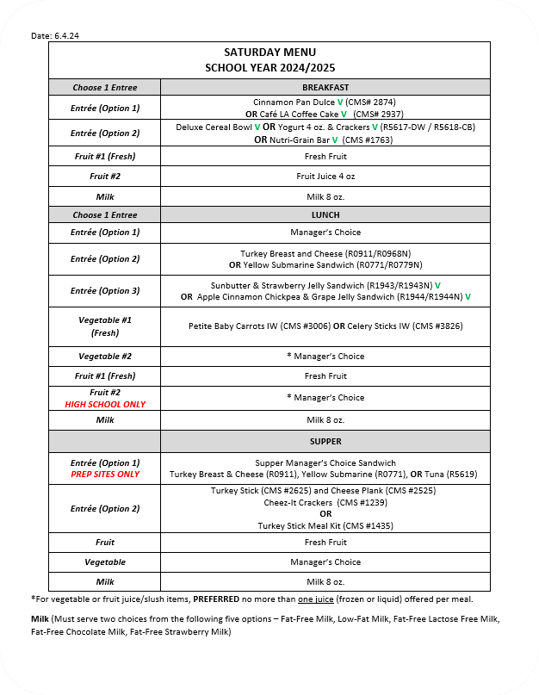 Date: 6.4.24
SATURDAY MENU
SCHOOL YEAR 2024/2025
Choose 1 Entree BREAKFAST
Entrée (Option 1) Cinnamon Pan Dulce V (CMS# 2874)
OR Café LA Coffee Cake V (CMS# 2937)
Entrée (Option 2) Deluxe Cereal Bowl V OR Yogurt 4 oz. & Crackers V (R5617-DW / R5618-CB)
OR Nutri-Grain Bar V (CMS #1763)
Fruit #1 (Fresh) Fresh Fruit
Fruit #2 Fruit Juice 4 oz
Milk Milk 8 oz.
Choose 1 Entree LUNCH
Entrée (Option 1) Manager's Choice
Entrée (Option 2) Turkey Breast and Cheese (R0911/R0968N)
OR Yellow Submarine Sandwich (R0771/R0779N)
Entrée (Option 3) Sunbutter & Strawberry Jelly Sandwich (R1943/R1943N) V
OR Apple Cinnamon Chickpea & Grape Jelly Sandwich (R1944/R1944N) V
Vegetable #1
(Fresh) Petite Baby Carrots IW (CMS #3006) OR Celery Sticks IW (CMS #3826)
Vegetable #2 * Manager's Choice
Fruit #1 (Fresh) Fresh Fruit
Fruit #2
HIGH SCHOOL ONLY * Manager's Choice
Milk Milk 8 oz.
SUPPER
Entrée (Option 1) Supper Manager's Choice Sandwich
PREP SITES ONLY Turkey Breast & Cheese (R0911), Yellow Submarine (R0771), OR Tuna (R5619)
Entrée (Option 2) Turkey Stick (CMS #2625) and Cheese Plank (CMS #2525)
Cheez-It Crackers (CMS #1239)
OR
Turkey Stick Meal Kit (CMS #1435)
Fruit Fresh Fruit
Vegetable Manager's Choice
Milk Milk 8 oz.
*For vegetable or fruit juice/slush items, PREFERRED no more than one juice (frozen or liquid) offered per meal.
Milk (Must serve two choices from the following five options – Fat-Free Milk, Low-Fat Milk, Fat-Free Lactose Free Milk,
Fat-Free Chocolate Milk, Fat-Free Strawberry Milk)